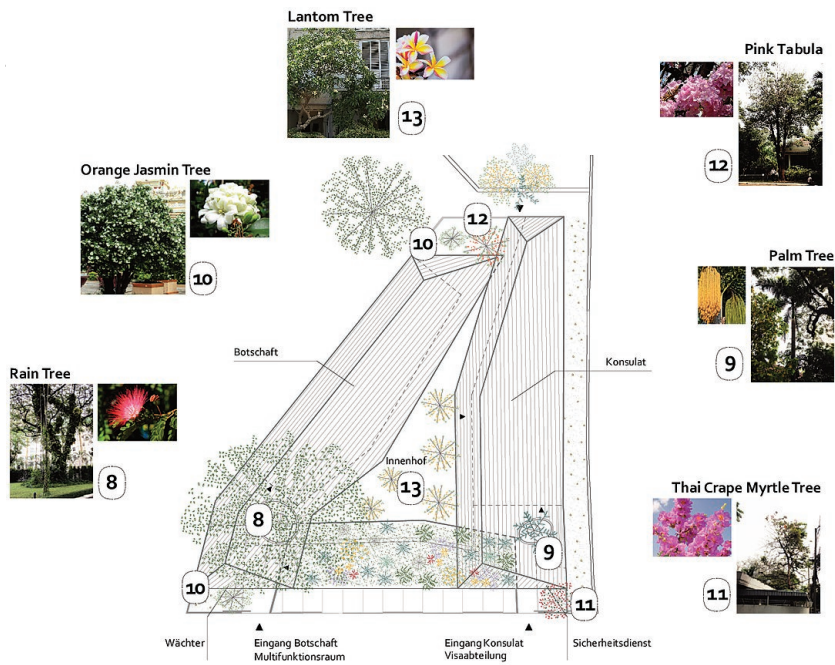 Lantom Tree
13
Pink Tabula
12
Orange Jasmin Tree
10
12
10
Palm Tree
9
Botschaft
Konsulat
Rain Tree
8
Innenhof
13
Thai Crape Myrtle Tree
11
8
9
10
11
Wächter
Eingang Botschaft
Multifunktionsraum
Eingang Konsulat
Visaabteilung
Sicherheitsdienst